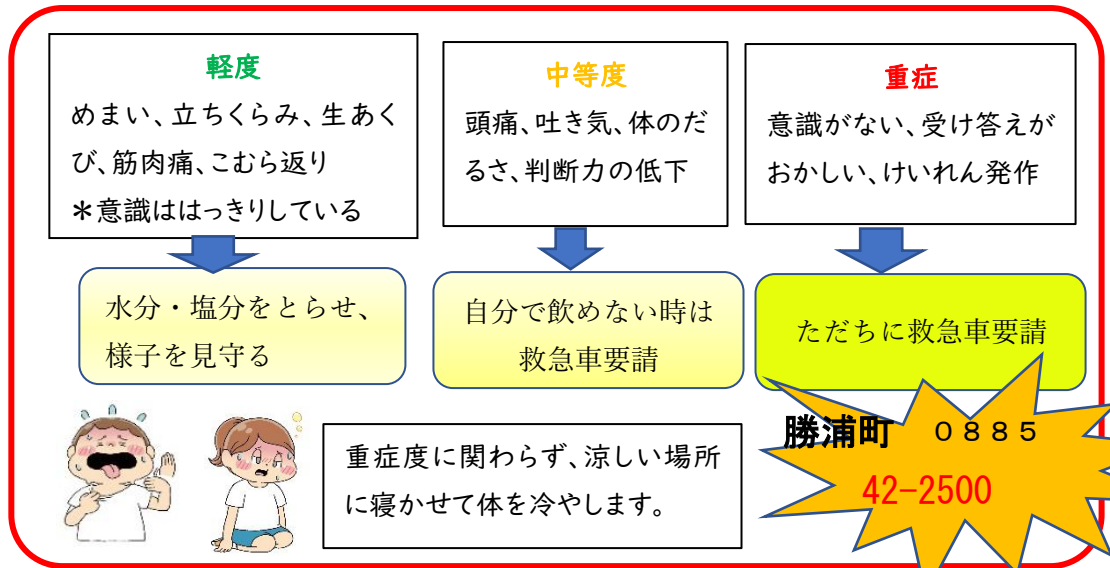 軽度
めまい、立ちくらみ、生あく
び、筋肉痛、こむら返り
＊意識ははっきりしている
中等度
頭痛、吐き気、体のだ
るさ、判断力の低下
重症
意識がない、受け答えが
おかしい、けいれん発作
水分・塩分をとらせ、
様子を見守る
自分で飲めない時は
救急車要請
ただちに救急車要請
重症度に関わらず、涼しい場所
に寝かせて体を冷やします。
勝浦町　０８８５
42-2500